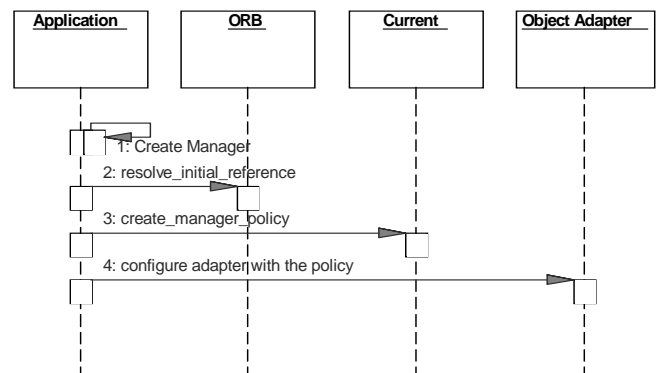 Application
ORB
Current
Object Adapter
1: Create Manager
2: resolve_initial_reference
3: create_manager_policy
4: configure adapter with the policy